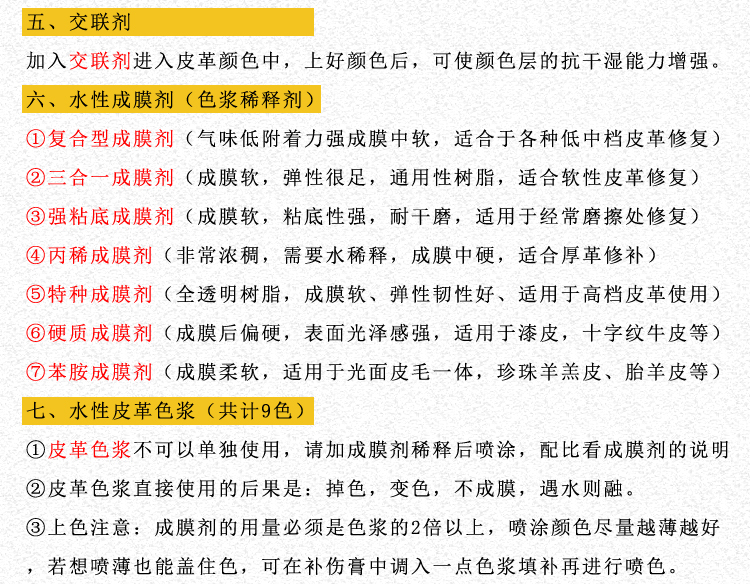 五、交联剂
加入交联剂进入皮革颜色中，上好颜色后，可使颜色层的抗干湿能力增强。
六、水性成膜剂（色浆稀释剂）
①复合型成膜剂（气味低附着力强成膜中软，适合于各种低中档皮革修复）
②三合一成膜剂（成膜软，弹性很足，通用性树脂，适合软性皮革修复）
③强粘底成膜剂（成膜软，粘底性强，耐干磨，适用于经常磨擦处修复）
④丙稀成膜剂（非常浓稠，需要水稀释，成膜中硬，适合厚革修补）
⑤特种成膜剂（全透明树脂，成膜软、弹性韧性好、适用于高档皮革使用）
⑥硬质成膜剂（成膜后偏硬，表面光泽感强，适用于漆皮，十字纹牛皮等）
⑦苯胺成膜剂（成膜柔软，适用于光面皮毛一体，珍珠羊羔皮、胎羊皮等）
七、水性皮革色浆（共计9色）
①皮革色浆不可以单独使用，请加成膜剂稀释后喷涂，配比看成膜剂的说明
②皮革色浆直接使用的后果是：掉色，变色，不成膜，遇水则融。
③上色注意：成膜剂的用量必须是色浆的2倍以上，喷涂颜色尽量越薄越好
，若想喷薄也能盖住色，可在补伤膏中调入一点色浆填补再进行喷色。